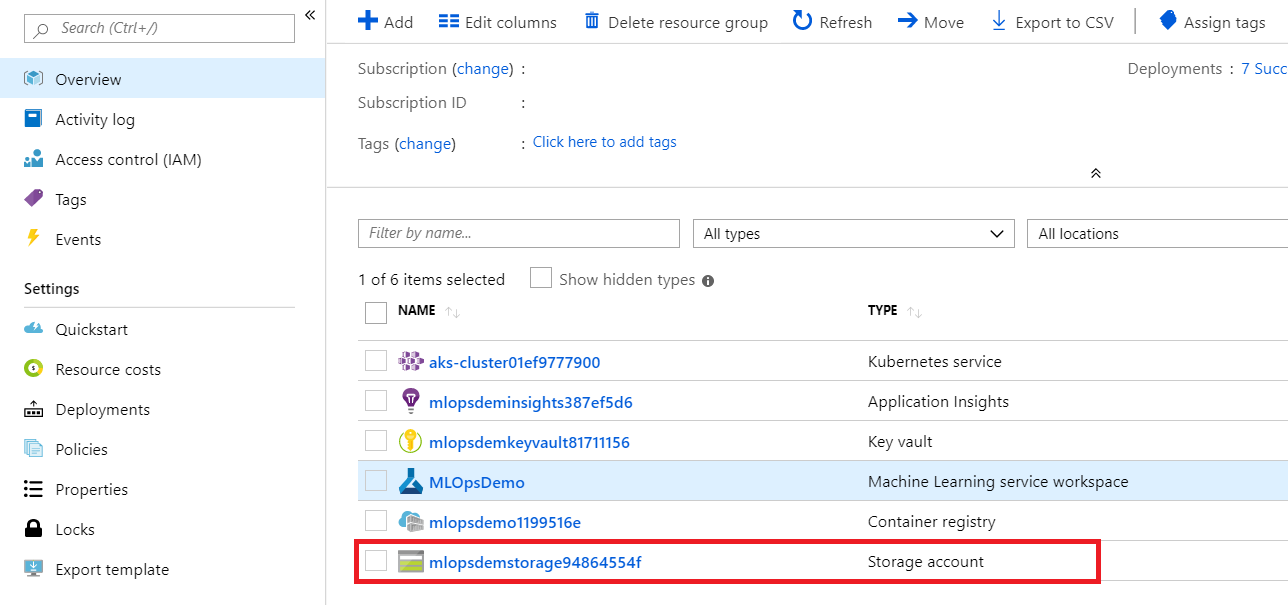 Search (Ctrl+/)
Overview
Activity log
Access control (IAM)
Tags
Events
Settings
Quickstart
Resource costs
Deployments
Policies
Properties
Locks
Export template
Add Edit columns Delete resource group Refresh Move Export to CSV Assign tags
Subscription (change) : Deployments : 7 Succ
Subscription ID :
Tags (change) : Click here to add tags
Filter by name... All types All locations
1 of 6 items selected Show hidden types
NAME TYPE
aks-cluster01ef9777900 Kubernetes service
mlopsdeminsights387ef5d6 Application Insights
mlopsdemkeyvault81711156 Key vault
MLOpsDemo Machine Learning service workspace
mlopsdemo1199516e Container registry
mlopsdemstorage94864554f Storage account